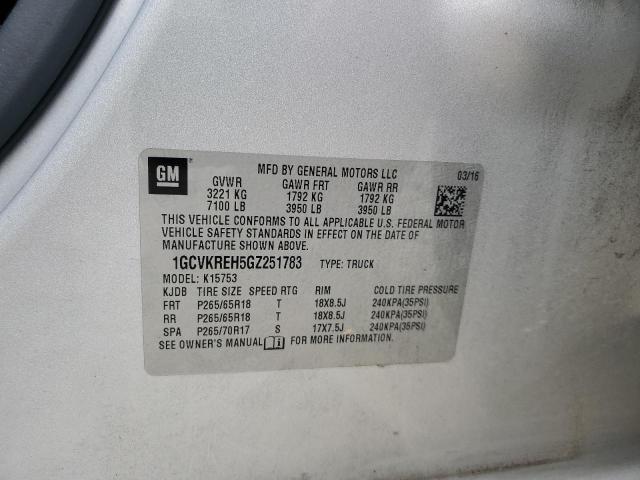 GM
MFD BY GENERAL MOTORS LLC 03/16
GVWR GAWR FRT GAWR RR
3221 KG 1792 KG 1792 KG
7100 LB 3950 LB 3950 LB
THIS VEHICLE CONFORMS TO ALL APPLICABLE U.S. FEDERAL MOTOR
VEHICLE SAFETY STANDARDS IN EFFECT ON THE DATE OF
MANUFACTURE SHOWN ABOVE.
1GCVKREH5GZ251783 TYPE: TRUCK
MODEL: K15753
KJDB TIRE SIZE SPEED RTG RIM COLD TIRE PRESSURE
FRT P265/65R18 T 18X8.5J 240KPA(35PSI)
RR P265/65R18 T 18X8.5J 240KPA(35PSI)
SPA P265/70R17 S 17X7.5J 240KPA(35PSI)
SEE OWNER'S MANUAL FOR MORE INFORMATION.